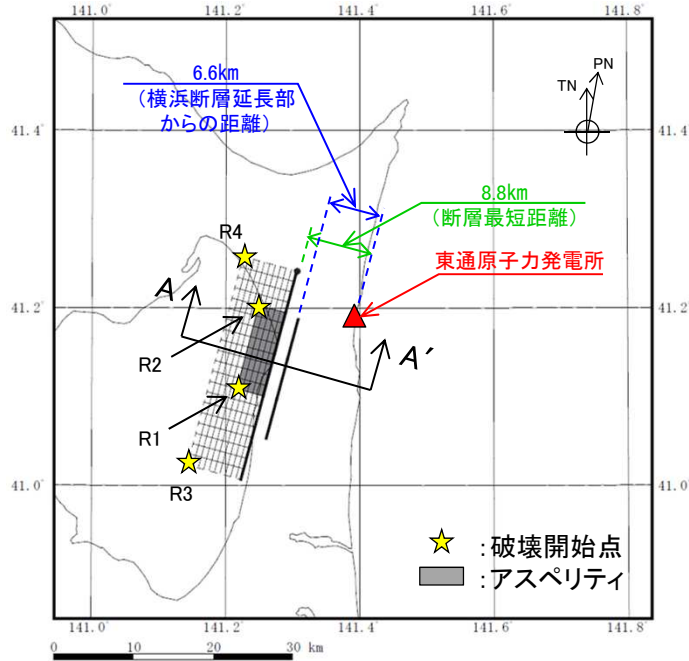 141.0°
141.2°
141.4°
141.6°
141.8°
6.6km
(横浜断層延長部
からの距離)
PN
TN
41.4°
41.4°
8.8km
(断層最短距離)
R4
東通原子力発電所
A
41.2°
41.2°
R2
A′
R1
41.0°
41.0°
R3
:破壊開始点
:アスペリティ
141.0°
141.2°
141.4°
141.6°
141.8°
0 10 20 30 km